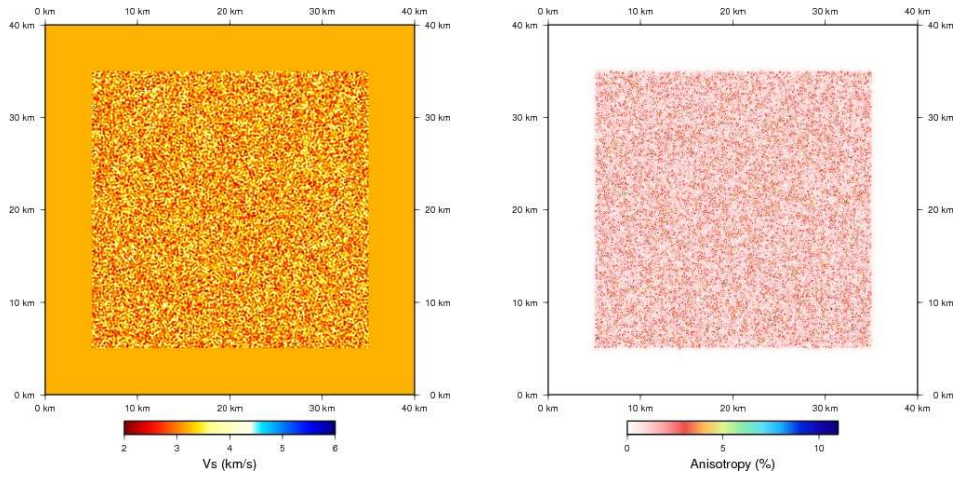 0 km 10 km 20 km 30 km 40 km 0 km 10 km 20 km 30 km 40 km
40 km 40 km 40 km 40 km
30 km 30 km 30 km 30 km
20 km 20 km 20 km 20 km
10 km 10 km 10 km 10 km
0 km 0 km 0 km 0 km
0 km 10 km 20 km 30 km 40 km 0 km 10 km 20 km 30 km 40 km
2 3 4 5 6 0 5 10
Vs (km/s) Anisotropy (%)